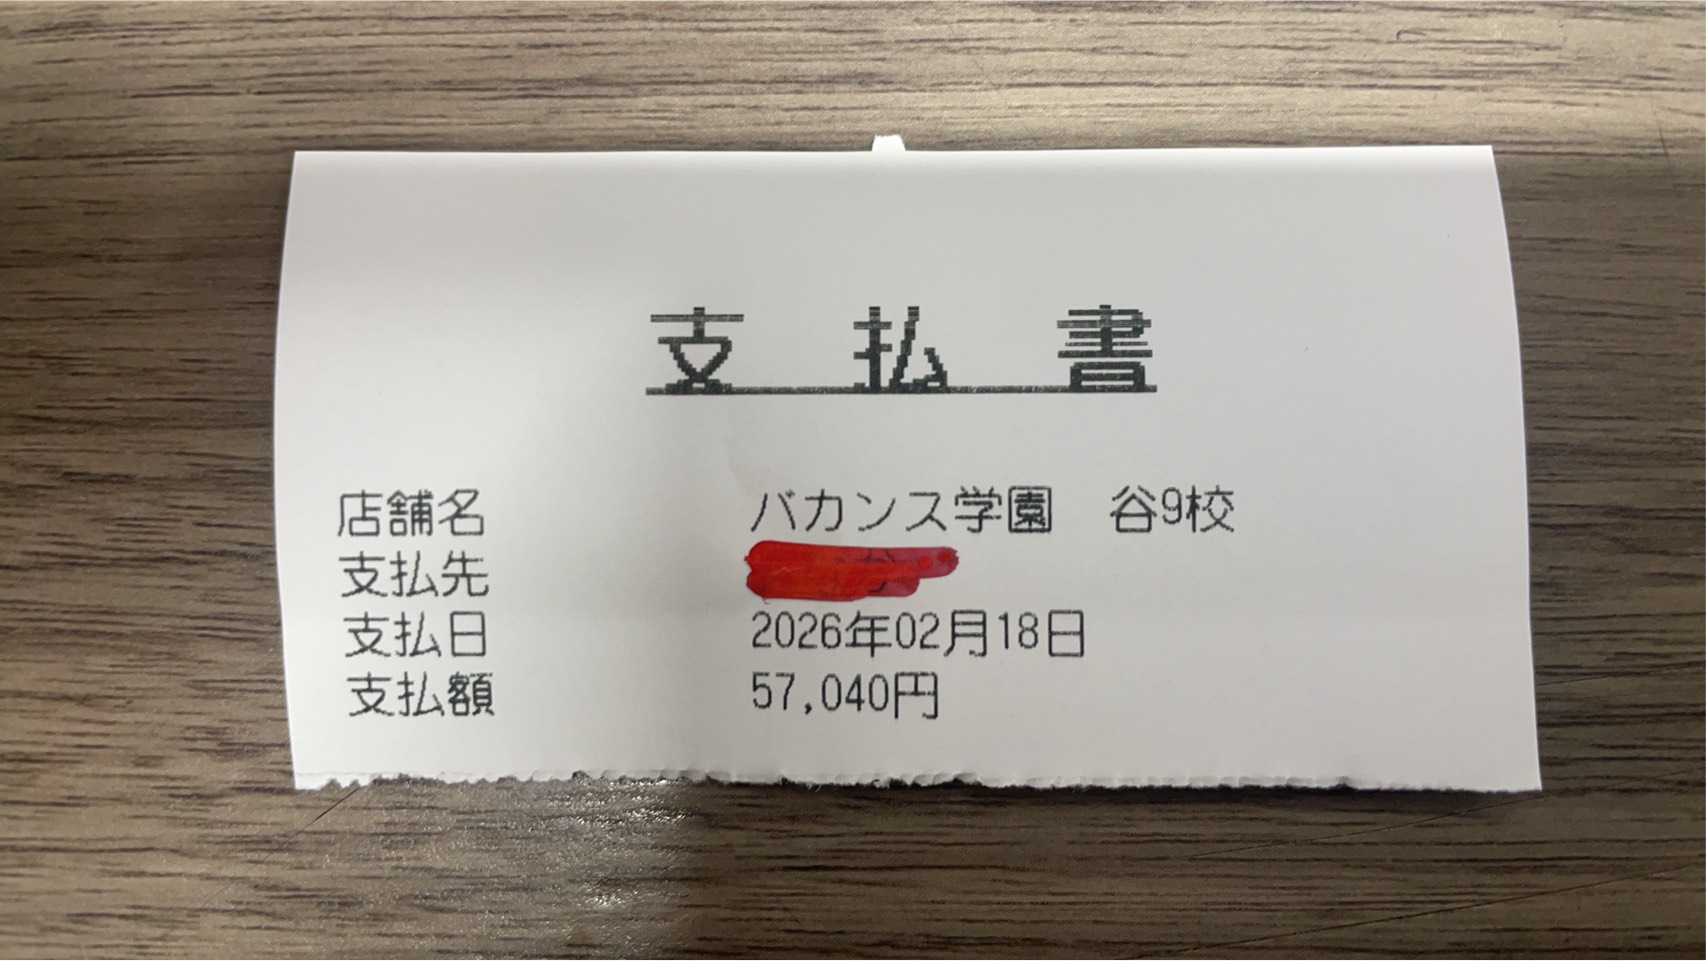 支払書
店舗名 バカンス学園 谷9校
支払先
支払日 2026年02月18日
支払額 57,040円